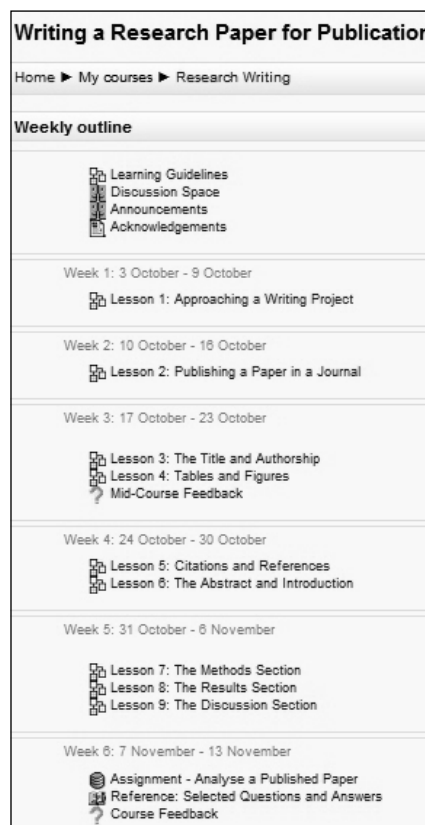 Writing a Research Paper for Publication
Home ► My courses ► Research Writing
Weekly outline
Learning Guidelines
Discussion Space
Announcements
Acknowledgements
Week 1: 3 October - 9 October
Lesson 1: Approaching a Writing Project
Week 2: 10 October - 16 October
Lesson 2: Publishing a Paper in a Journal
Week 3: 17 October - 23 October
Lesson 3: The Title and Authorship
Lesson 4: Tables and Figures
Mid-Course Feedback
Week 4: 24 October - 30 October
Lesson 5: Citations and References
Lesson 6: The Abstract and Introduction
Week 5: 31 October - 6 November
Lesson 7: The Methods Section
Lesson 8: The Results Section
Lesson 9: The Discussion Section
Week 6: 7 November - 13 November
Assignment - Analyse a Published Paper
Reference: Selected Questions and Answers
Course Feedback